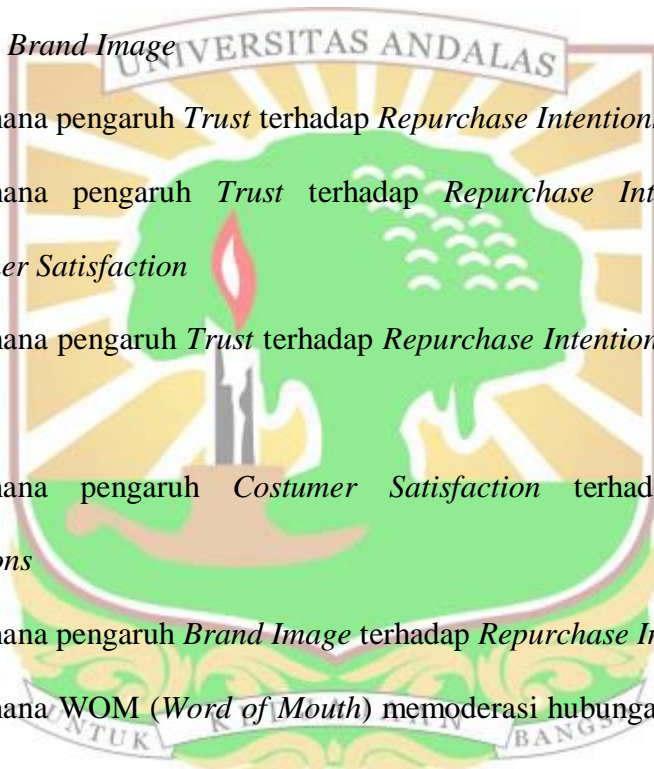 Brand Image
UNIVERSITAS ANDALAS
mana pengaruh Trust terhadap Repurchase Intention
mana pengaruh Trust terhadap Repurchase Int
er Satisfaction
mana pengaruh Trust terhadap Repurchase Intention
mana pengaruh Costumer Satisfaction terhad
ons
mana pengaruh Brand Image terhadap Repurchase In
mana WOM (Word of Mouth) memoderasi hubunga
UNTUK BANGS